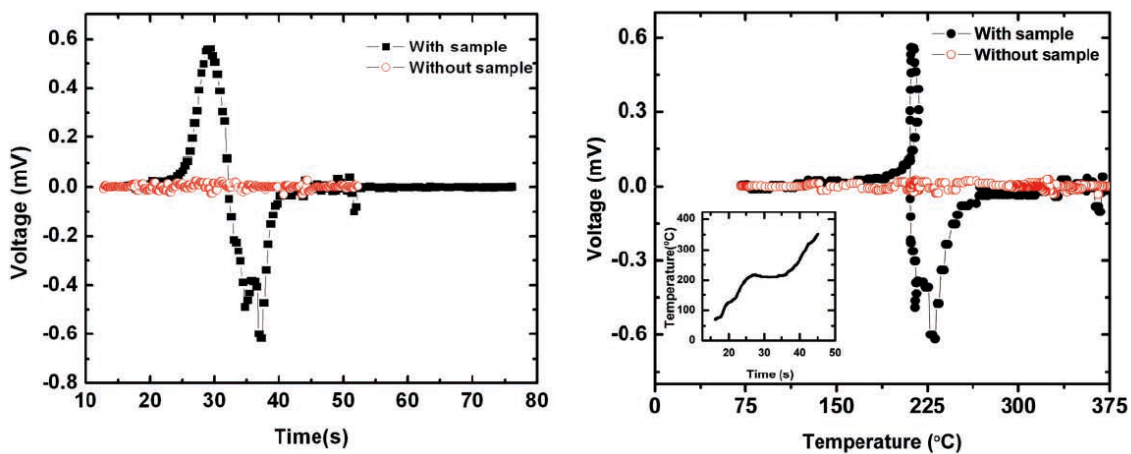 0.8
0.6
0.4
0.2
0.0
-0.2
-0.4
-0.6
-0.8
Voltage (mV)
With sample
Without sample
10 20 30 40 50 60 70 80
Time(s)
0.6
0.3
0.0
-0.3
-0.6
Voltage (mV)
With sample
Without sample
400
300
200
100
0
Temperature(°C)
20 30 40 50
Time (s)
0 75 150 225 300 375
Temperature (°C)